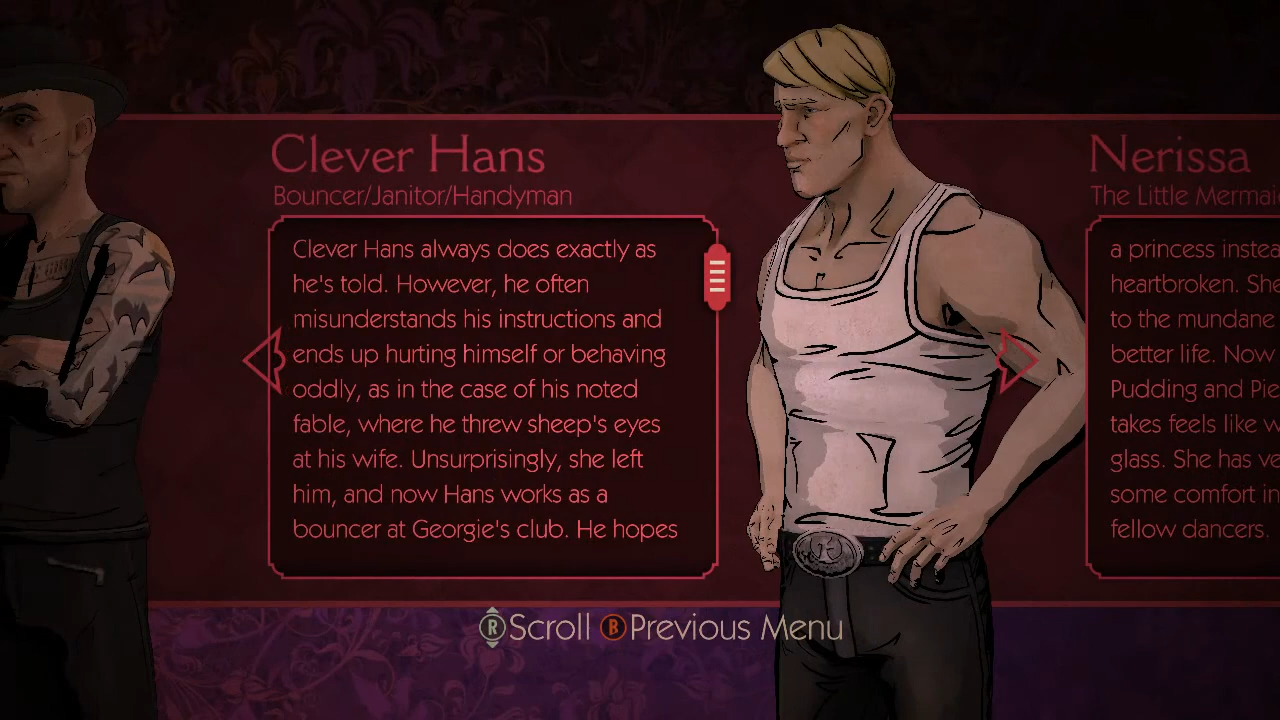 Clever Hans
Bouncer/Janitor/Handyman
Clever Hans always does exactly as
he's told. However, he often
misunderstands his instructions and
ends up hurting himself or behaving
oddly, as in the case of his noted
fable, where he threw sheep's eyes
at his wife. Unsurprisingly, she left
him, and now Hans works as a
bouncer at Georgie's club. He hopes
Nerissa
The Little Mermai
a princess instea
heartbroken. She
to the mundane
better life. Now,
Pudding and Pie
takes feels like w
glass. She has ve
some comfort in
fellow dancers.
R Scroll B Previous Menu